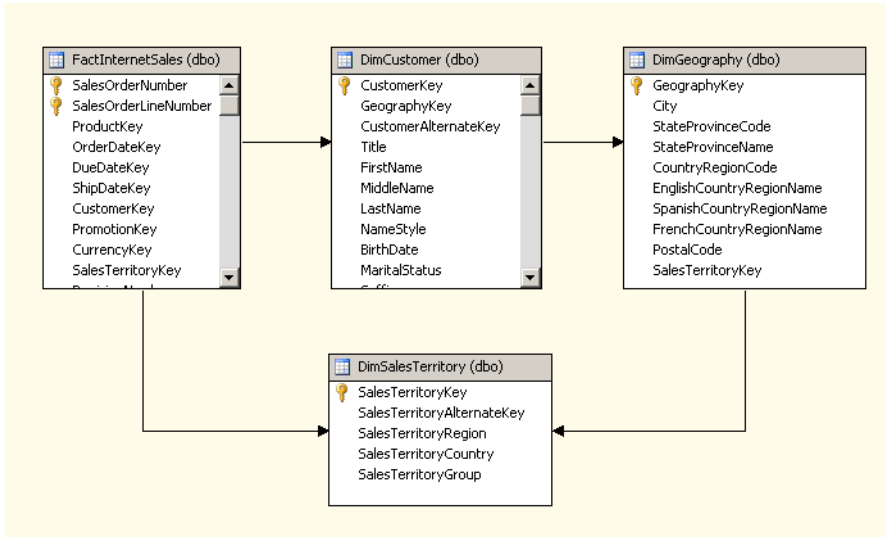 FactInternetSales (dbo)
SalesOrderNumber
SalesOrderLineNumber
ProductKey
OrderDateKey
DueDateKey
ShipDateKey
CustomerKey
PromotionKey
CurrencyKey
SalesTerritoryKey
DimCustomer (dbo)
CustomerKey
GeographyKey
CustomerAlternateKey
Title
FirstName
MiddleName
LastName
NameStyle
BirthDate
MaritalStatus
DimGeography (dbo)
GeographyKey
City
StateProvinceCode
StateProvinceName
CountryRegionCode
EnglishCountryRegionName
SpanishCountryRegionName
FrenchCountryRegionName
PostalCode
SalesTerritoryKey
DimSalesTerritory (dbo)
SalesTerritoryKey
SalesTerritoryAlternateKey
SalesTerritoryRegion
SalesTerritoryCountry
SalesTerritoryGroup